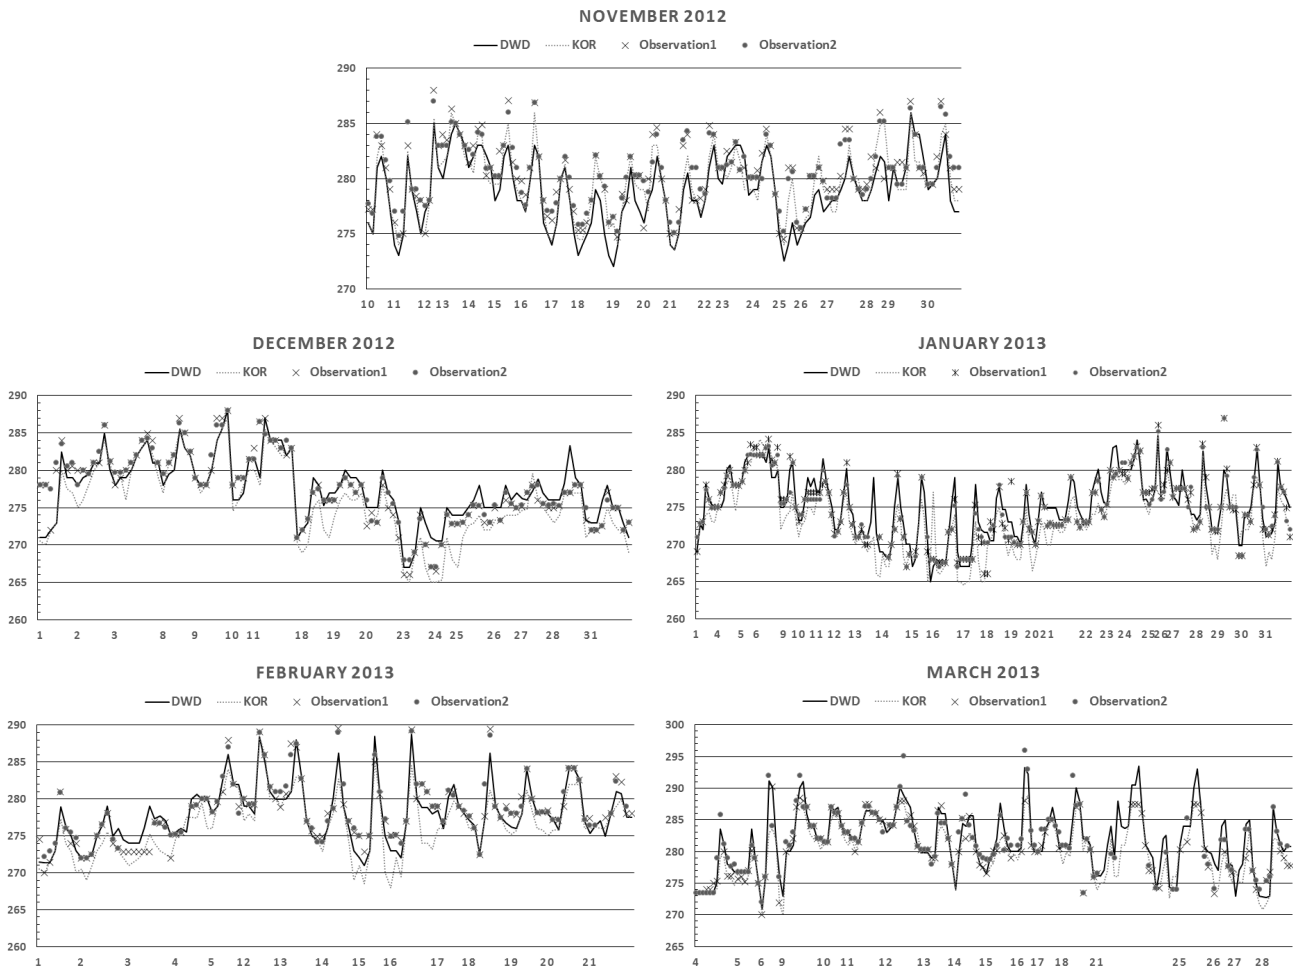 NOVEMBER 2012
DWD KOR Observation1 Observation2
290
285
280
275
270
10 11 12 13 14 15 16 17 18 19 20 21 22 23 24 25 26 27 28 29 30
DECEMBER 2012
DWD KOR Observation1 Observation2
290
285
280
275
270
265
260
1 2 3 8 9 10 11 18 19 20 23 24 25 26 27 28 31
JANUARY 2013
DWD KOR Observation1 Observation2
290
285
280
275
270
265
260
1 4 5 6 9 10 11 13 14 15 16 17 18 19 20 21 22 23 24 25 26 27 28 29 30 31
FEBRUARY 2013
DWD KOR Observation1 Observation2
290
285
280
275
270
265
260
1 2 3 4 5 12 13 14 15 16 17 18 19 20 21
MARCH 2013
DWD KOR Observation1 Observation2
300
295
290
285
280
275
270
265
4 5 6 9 10 11 12 13 14 15 16 17 18 20 21 25 26 27 28